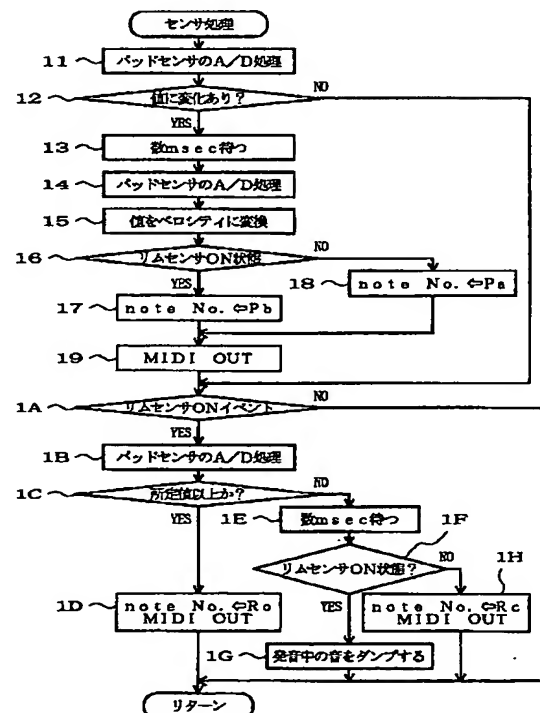 センサ処理
11
パッドセンサのA/D処理
12
値に変化あり?
NO
YES
13
数msec待つ
14
パッドセンサのA/D処理
15
値をベロシティに変換
16
リムセンサON状態
NO
YES
18
note No.⇦Pa
17
note No.⇦Pb
19
MIDI OUT
1A
リムセンサONイベント
NO
YES
1B
パッドセンサのA/D処理
1C
所定値以上か?
NO
YES
1E
数msec待つ
1F
リムセンサON状態?
NO
YES
1H
1D
note No.⇦Ro
MIDI OUT
note No.⇦Rc
MIDI OUT
1G
発音中の音をダンプする
リターン